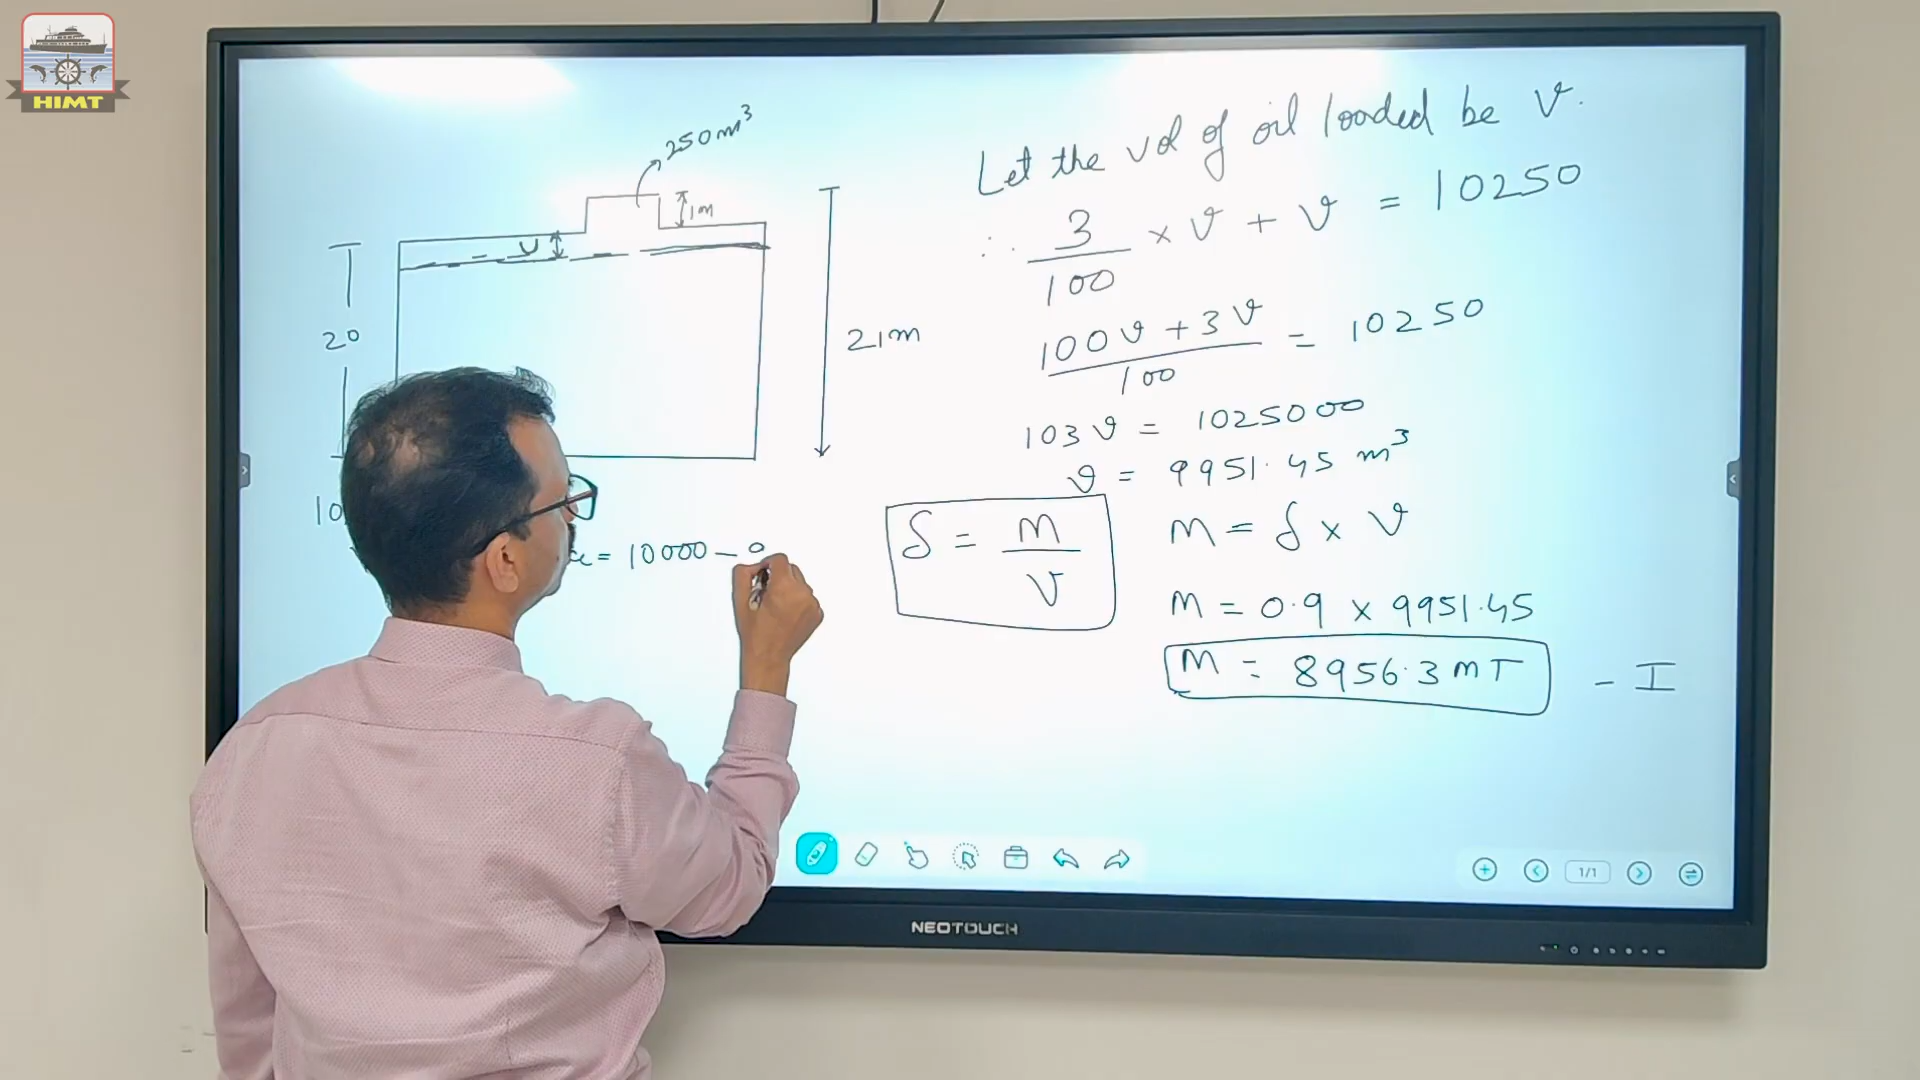 HIMT
250m³
1m
U
20
21m
10
= 10000 - 9
Let the vol of oil loaded be V.
∴ 3/100 × V + V = 10250
100V + 3V / 100 = 10250
103V = 1025000
V = 9951.45 m³
δ = M/V
M = δ × V
M = 0.9 × 9951.45
M = 8956.3 mT - I
1/1
NEOTOUCH